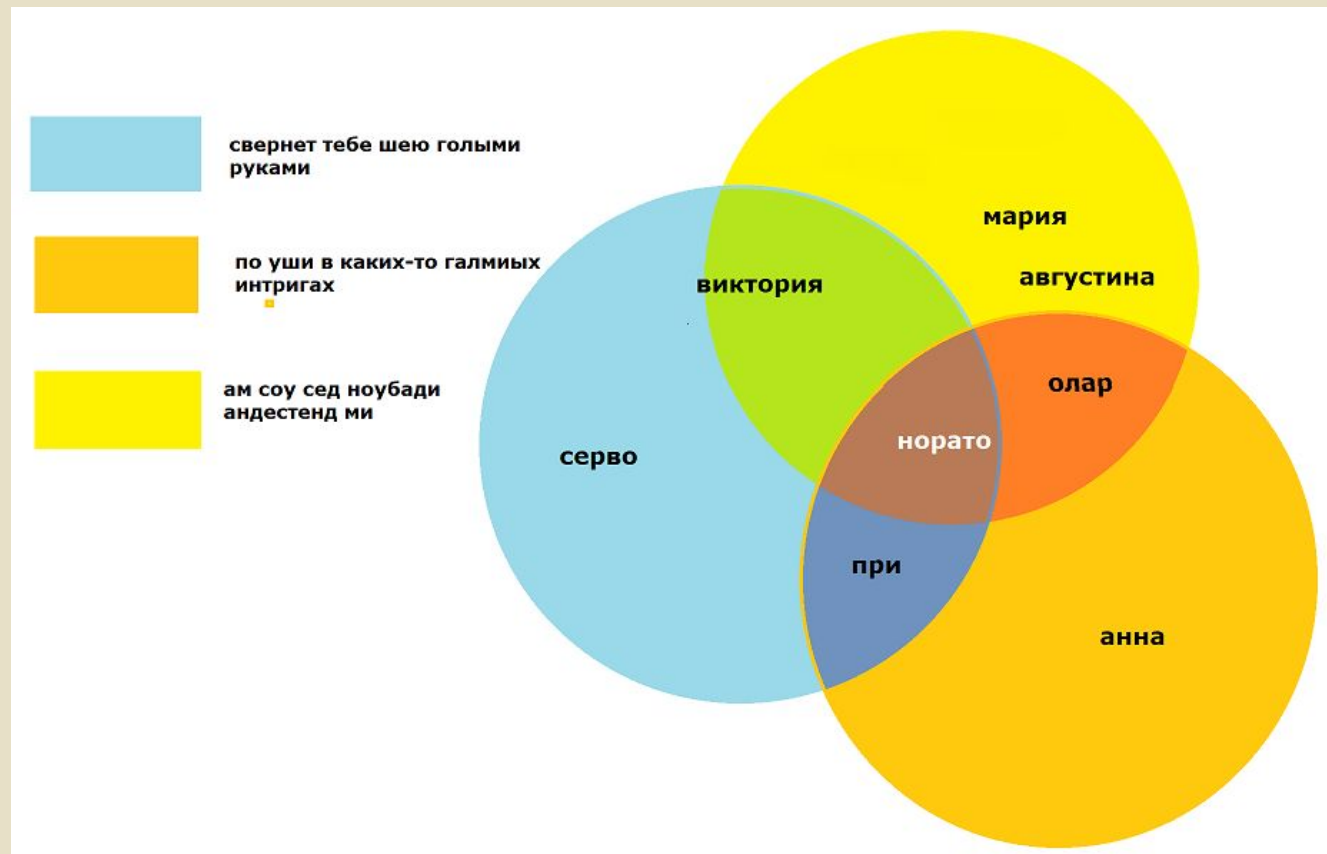 свернет тебе шею голыми
руками
по уши в каких-то галмиых
интригах
ам соу сед ноубади
андестенд ми
мария
августина
виктория
олар
норато
серво
при
анна